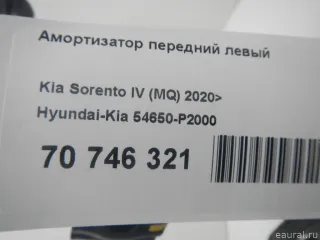 Амортизатор передний левый
Kia Sorento IV (MQ) 2020>
Hyundai-Kia 54650-P2000
70 746 321
eaural.ru